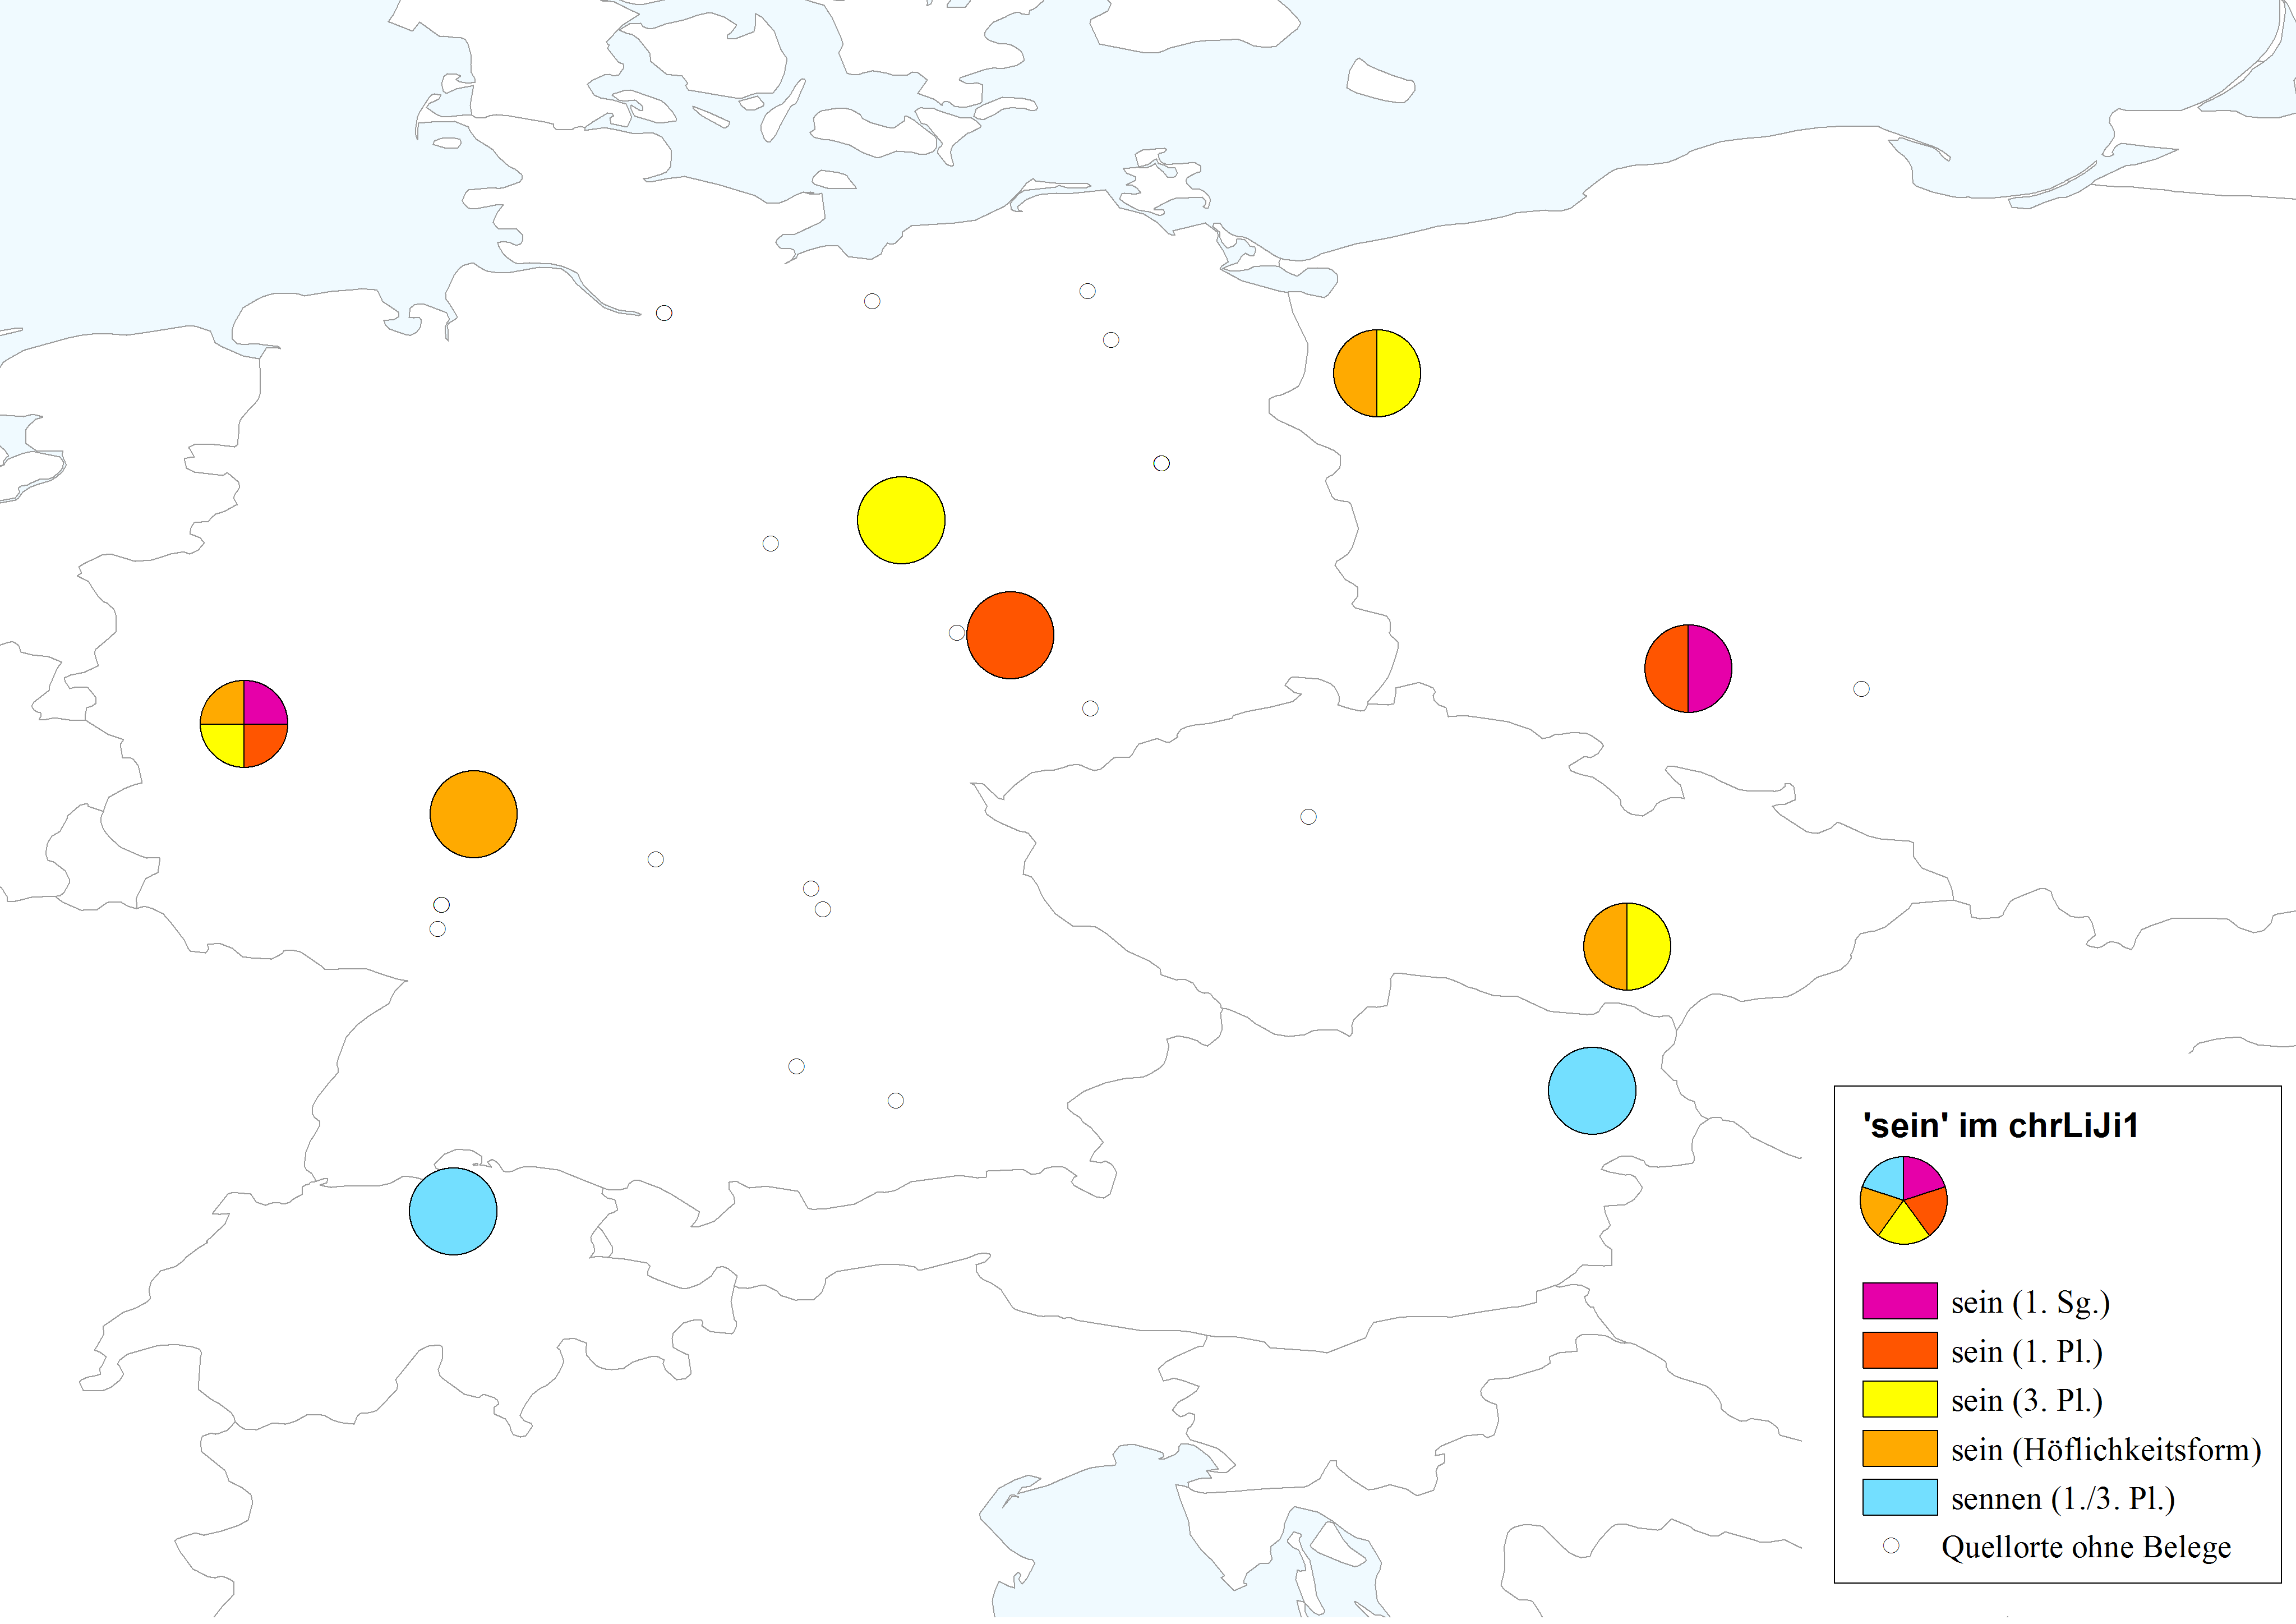 'sein' im chrLiJi1
sein (1. Sg.)
sein (1. Pl.)
sein (3. Pl.)
sein (Höflichkeitsform)
sennen (1./3. Pl.)
Quellorte ohne Belege